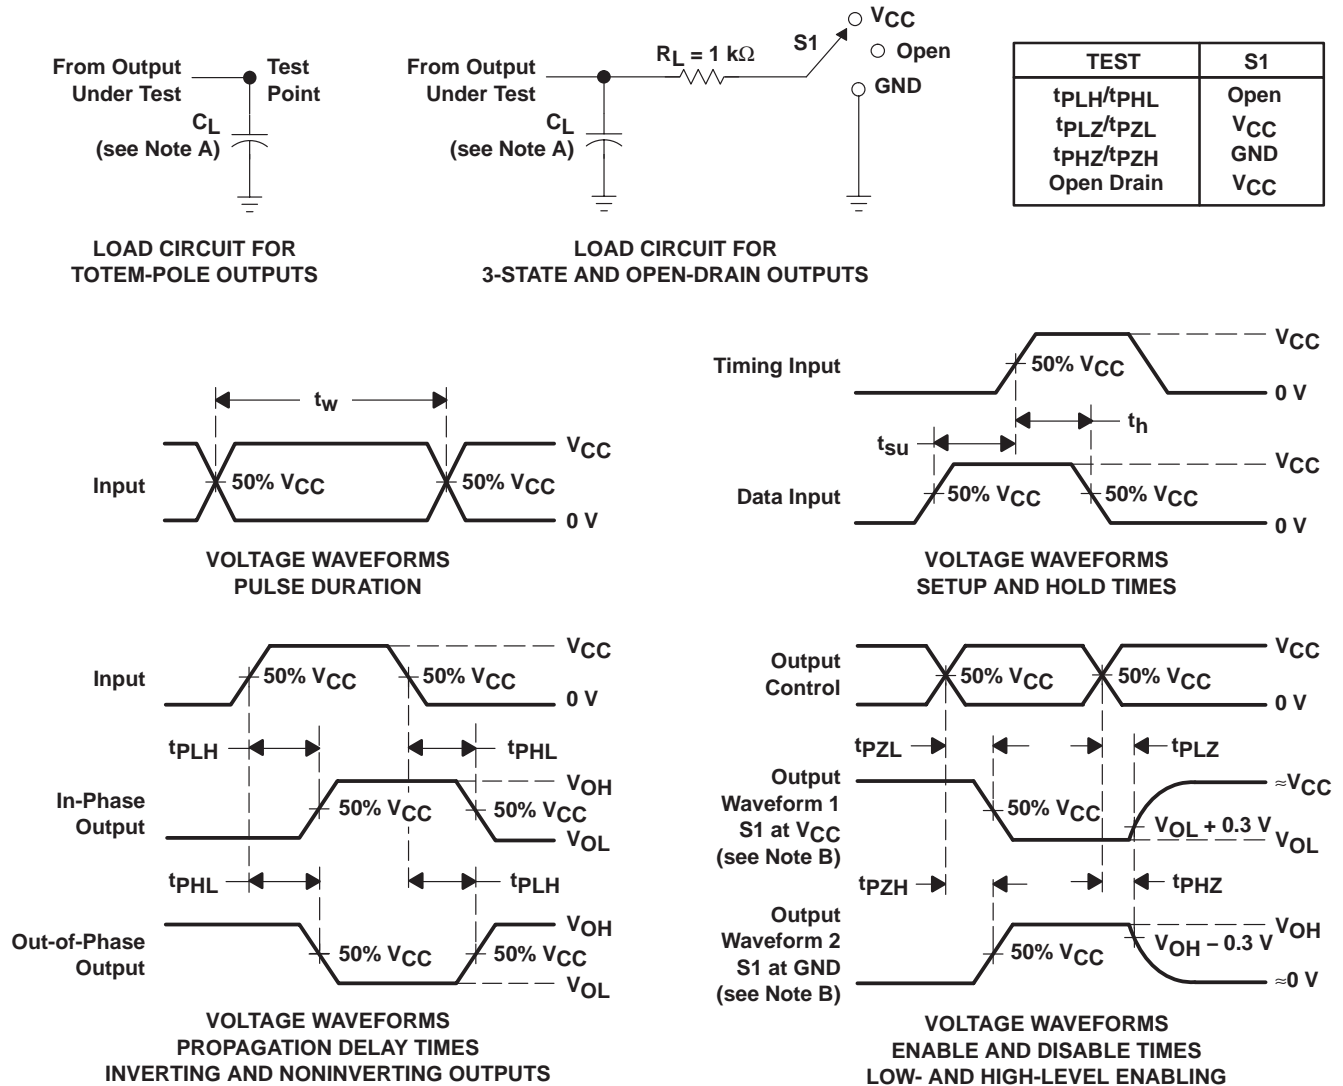 From Output
Under Test
Test
Point
CL
(see Note A)
LOAD CIRCUIT FOR
TOTEM-POLE OUTPUTS
From Output
Under Test
CL
(see Note A)
RL = 1 kΩ
S1
VCC
Open
GND
LOAD CIRCUIT FOR
3-STATE AND OPEN-DRAIN OUTPUTS
TEST S1
tPLH/tPHL Open
tPLZ/tPZL VCC
tPHZ/tPZH GND
Open Drain VCC
tw
Input
50% VCC
50% VCC
VCC
0 V
VOLTAGE WAVEFORMS
PULSE DURATION
Timing Input
50% VCC
VCC
0 V
tsu
th
Data Input
50% VCC
50% VCC
VCC
0 V
VOLTAGE WAVEFORMS
SETUP AND HOLD TIMES
Input
50% VCC
50% VCC
VCC
0 V
tPLH
tPHL
In-Phase
Output
50% VCC
50% VCC
VOH
VOL
tPHL
tPLH
Out-of-Phase
Output
50% VCC
50% VCC
VOH
VOL
VOLTAGE WAVEFORMS
PROPAGATION DELAY TIMES
INVERTING AND NONINVERTING OUTPUTS
Output
Control
50% VCC
50% VCC
VCC
0 V
tPZL
tPLZ
Output
Waveform 1
S1 at VCC
(see Note B)
50% VCC
≈VCC
VOL + 0.3 V
VOL
tPZH
tPHZ
Output
Waveform 2
S1 at GND
(see Note B)
50% VCC
VOH
VOH – 0.3 V
≈0 V
VOLTAGE WAVEFORMS
ENABLE AND DISABLE TIMES
LOW- AND HIGH-LEVEL ENABLING